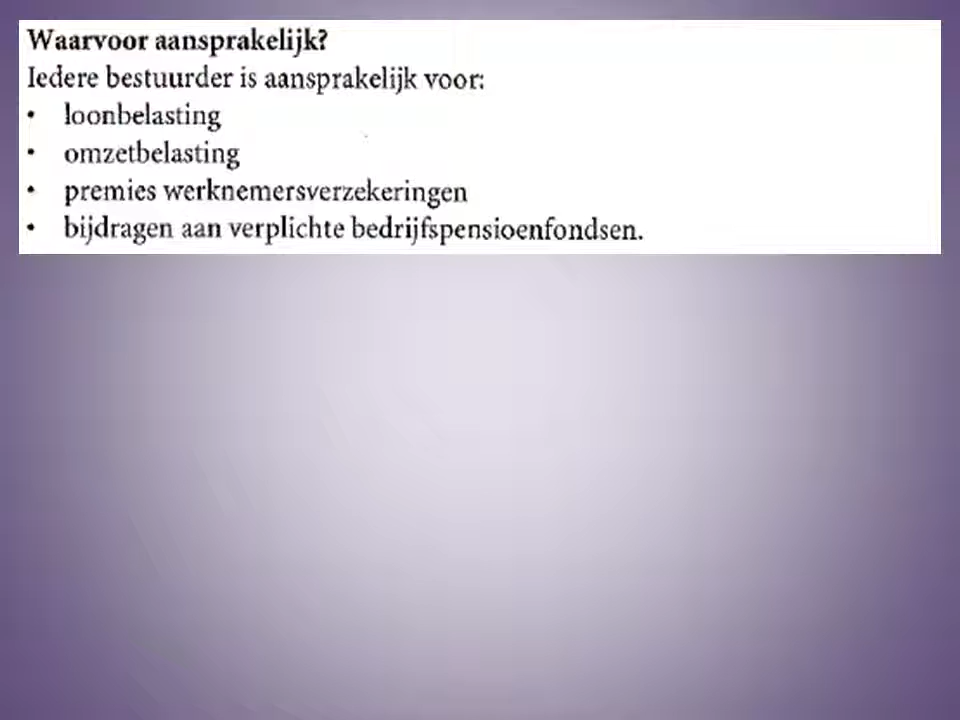 Waarvoor aansprakelijk?
Iedere bestuurder is aansprakelijk voor:
• loonbelasting
• omzetbelasting
• premies werknemersverzekeringen
• bijdragen aan verplichte bedrijfspensioenfondsen.